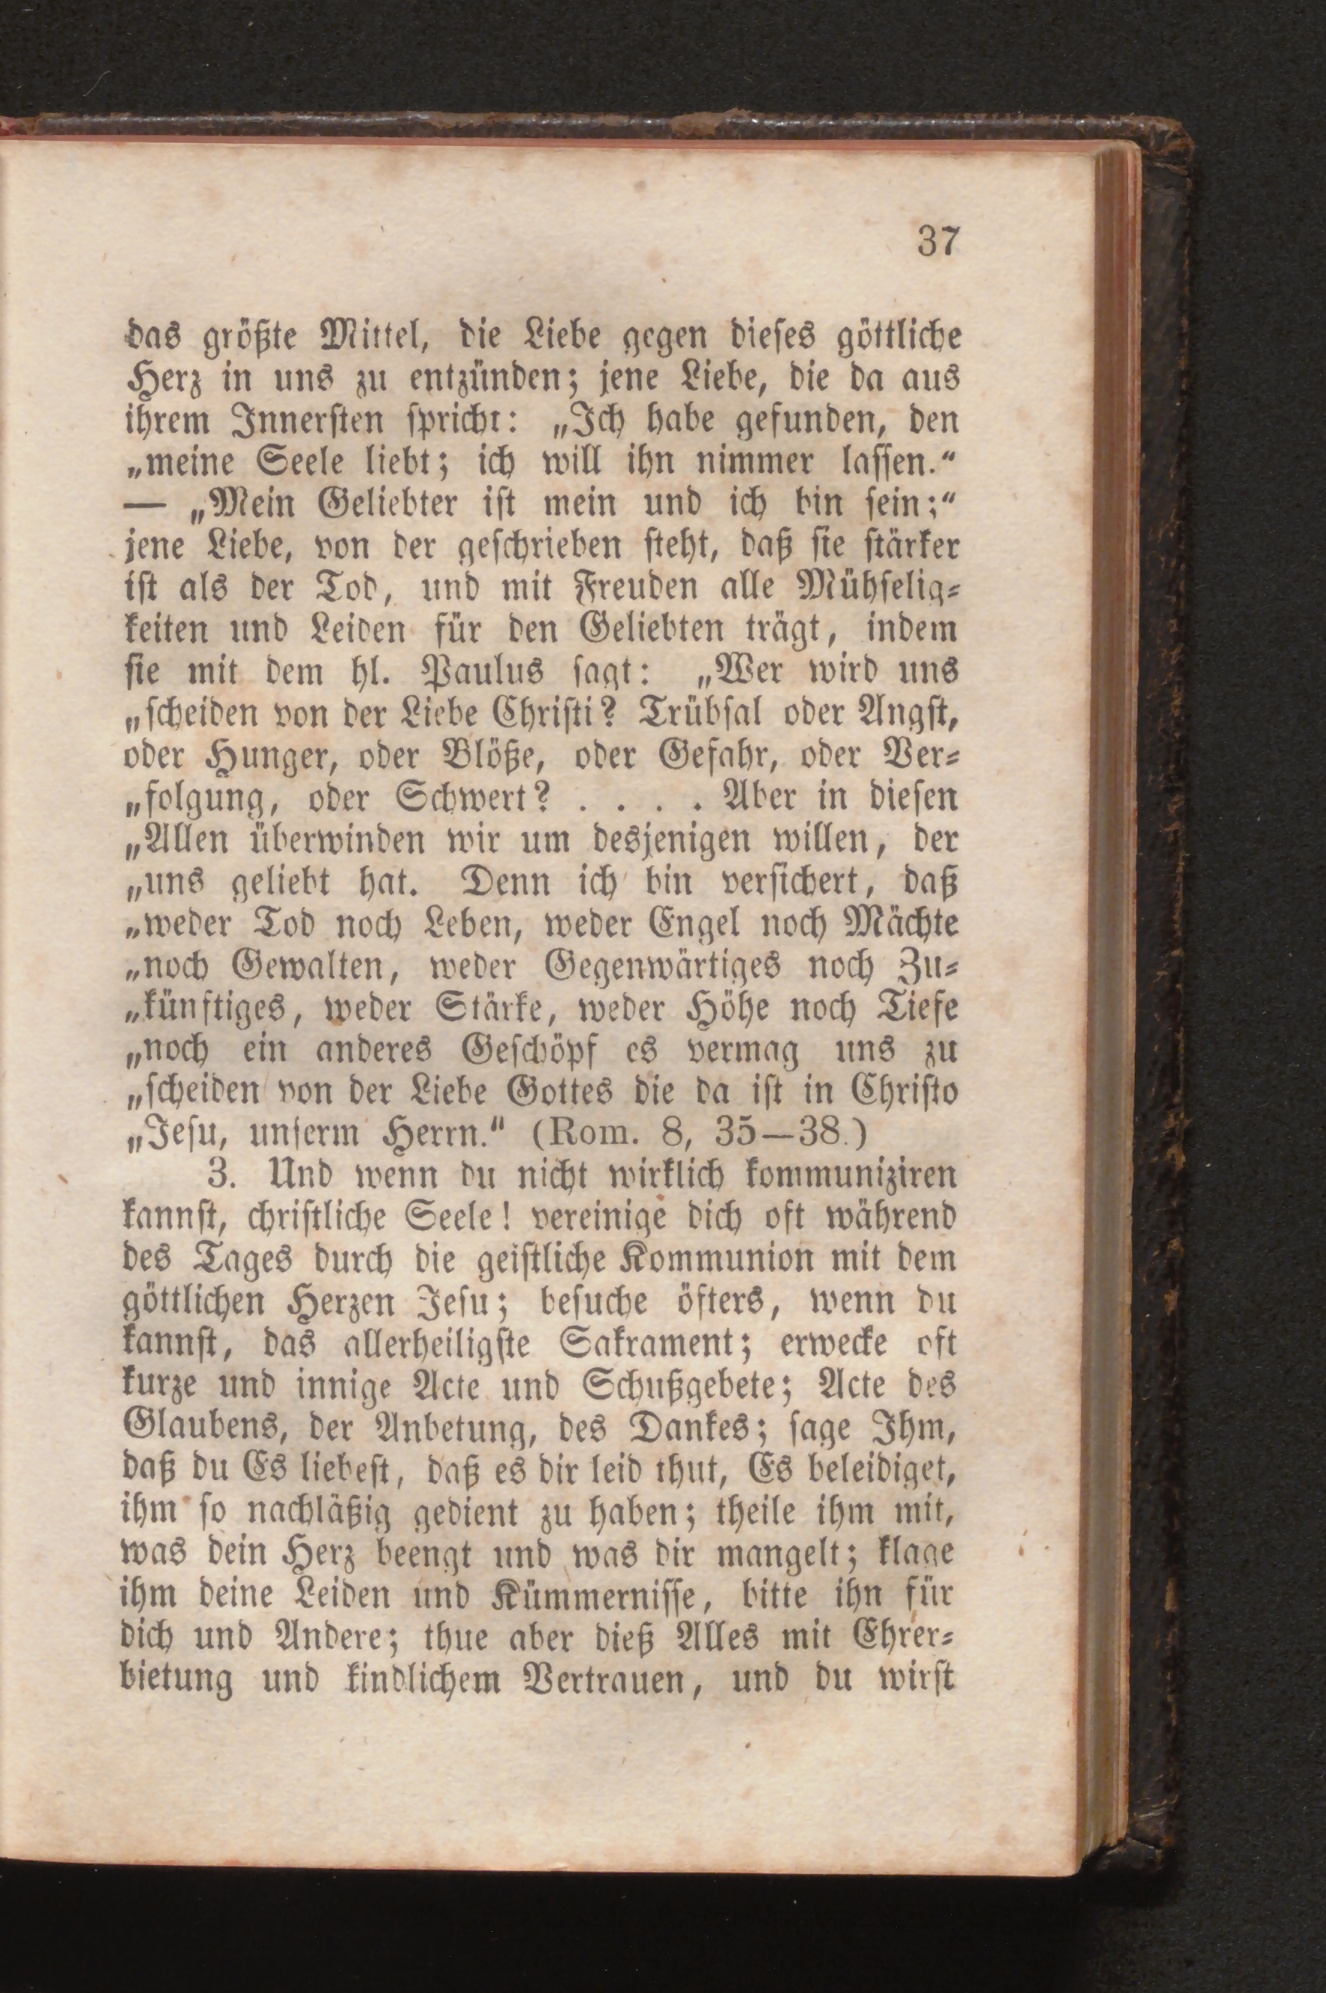 37
das größte Mittel, die Liebe gegen dieses göttliche
Herz in uns zu entzünden; jene Liebe, die da aus
ihrem Innersten spricht: „Ich habe gefunden, den
„meine Seele liebt; ich will ihn nimmer lassen.“
— „Mein Geliebter ist mein und ich bin sein;“
jene Liebe, von der geschrieben steht, daß sie stärker
ist als der Tod, und mit Freuden alle Mühselig-
keiten und Leiden für den Geliebten trägt, indem
sie mit dem hl. Paulus sagt: „Wer wird uns
„scheiden von der Liebe Christi? Trübsal oder Angst,
oder Hunger, oder Blöße, oder Gefahr, oder Ver-
„folgung, oder Schwert? . . . . Aber in diesen
„Allen überwinden wir um desjenigen willen, der
„uns geliebt hat. Denn ich bin versichert, daß
„weder Tod noch Leben, weder Engel noch Mächte
„noch Gewalten, weder Gegenwärtiges noch Zu-
„künftiges, weder Stärke, weder Höhe noch Tiefe
„noch ein anderes Geschöpf es vermag uns zu
„scheiden von der Liebe Gottes die da ist in Christo
„Jesu, unserm Herrn.“ (Rom. 8, 35—38.)
3. Und wenn du nicht wirklich kommuniziren
kannst, christliche Seele! vereinige dich oft während
des Tages durch die geistliche Kommunion mit dem
göttlichen Herzen Jesu; besuche öfters, wenn du
kannst, das allerheiligste Sakrament; erwecke oft
kurze und innige Acte und Schußgebete; Acte des
Glaubens, der Anbetung, des Dankes; sage Ihm,
daß du Es liebest, daß es dir leid thut, Es beleidiget,
ihm so nachläßig gedient zu haben; theile ihm mit,
was dein Herz beengt und was dir mangelt; klage
ihm deine Leiden und Kümmernisse, bitte ihn für
dich und Andere; thue aber dieß Alles mit Ehrer-
bietung und kindlichem Vertrauen, und du wirst